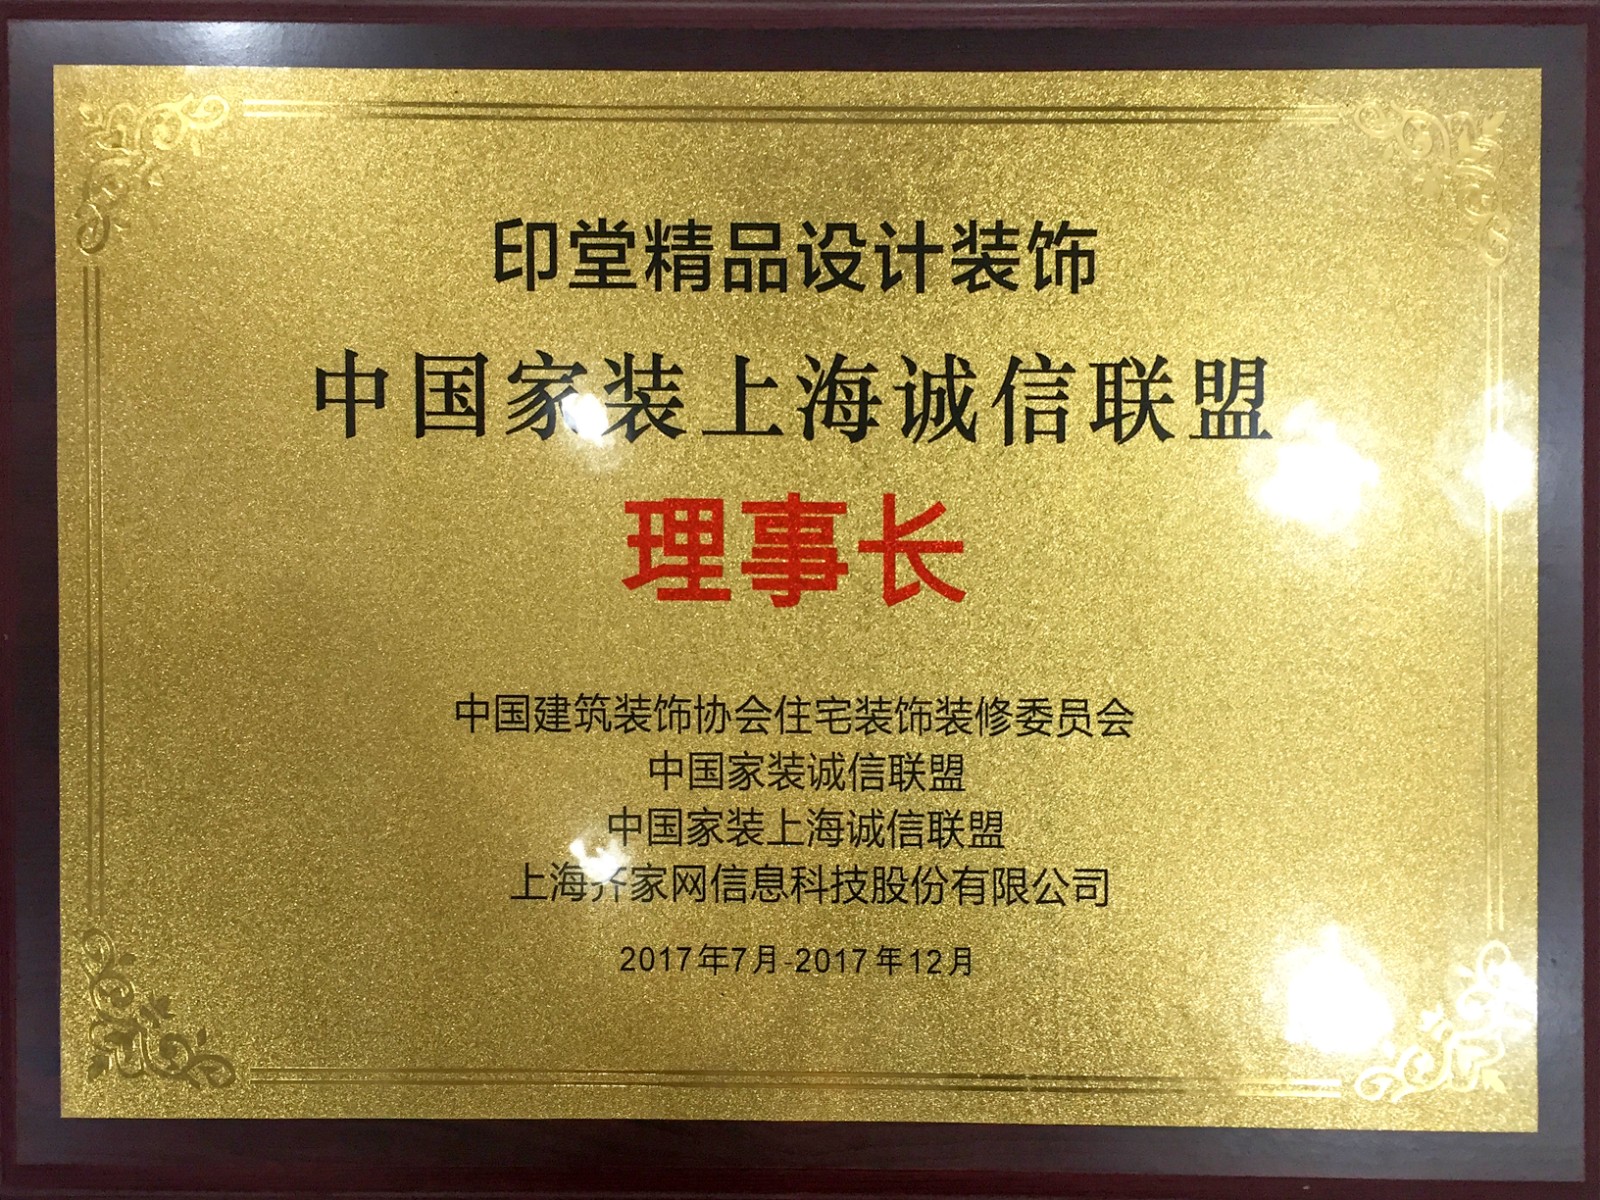 印堂精品设计装饰
中国家装上海诚信联盟
理事长
中国建筑装饰协会住宅装饰装修委员会
中国家装诚信联盟
中国家装上海诚信联盟
上海齐家网信息科技股份有限公司
2017年7月-2017年12月